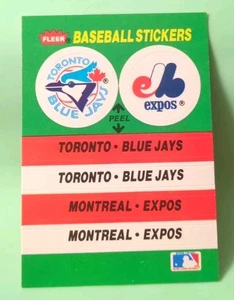 FLEER BASEBALL STICKERS
TORONTO
BLUE JAYS
expos
PEEL
TORONTO • BLUE JAYS
TORONTO • BLUE JAYS
MONTREAL • EXPOS
MONTREAL • EXPOS